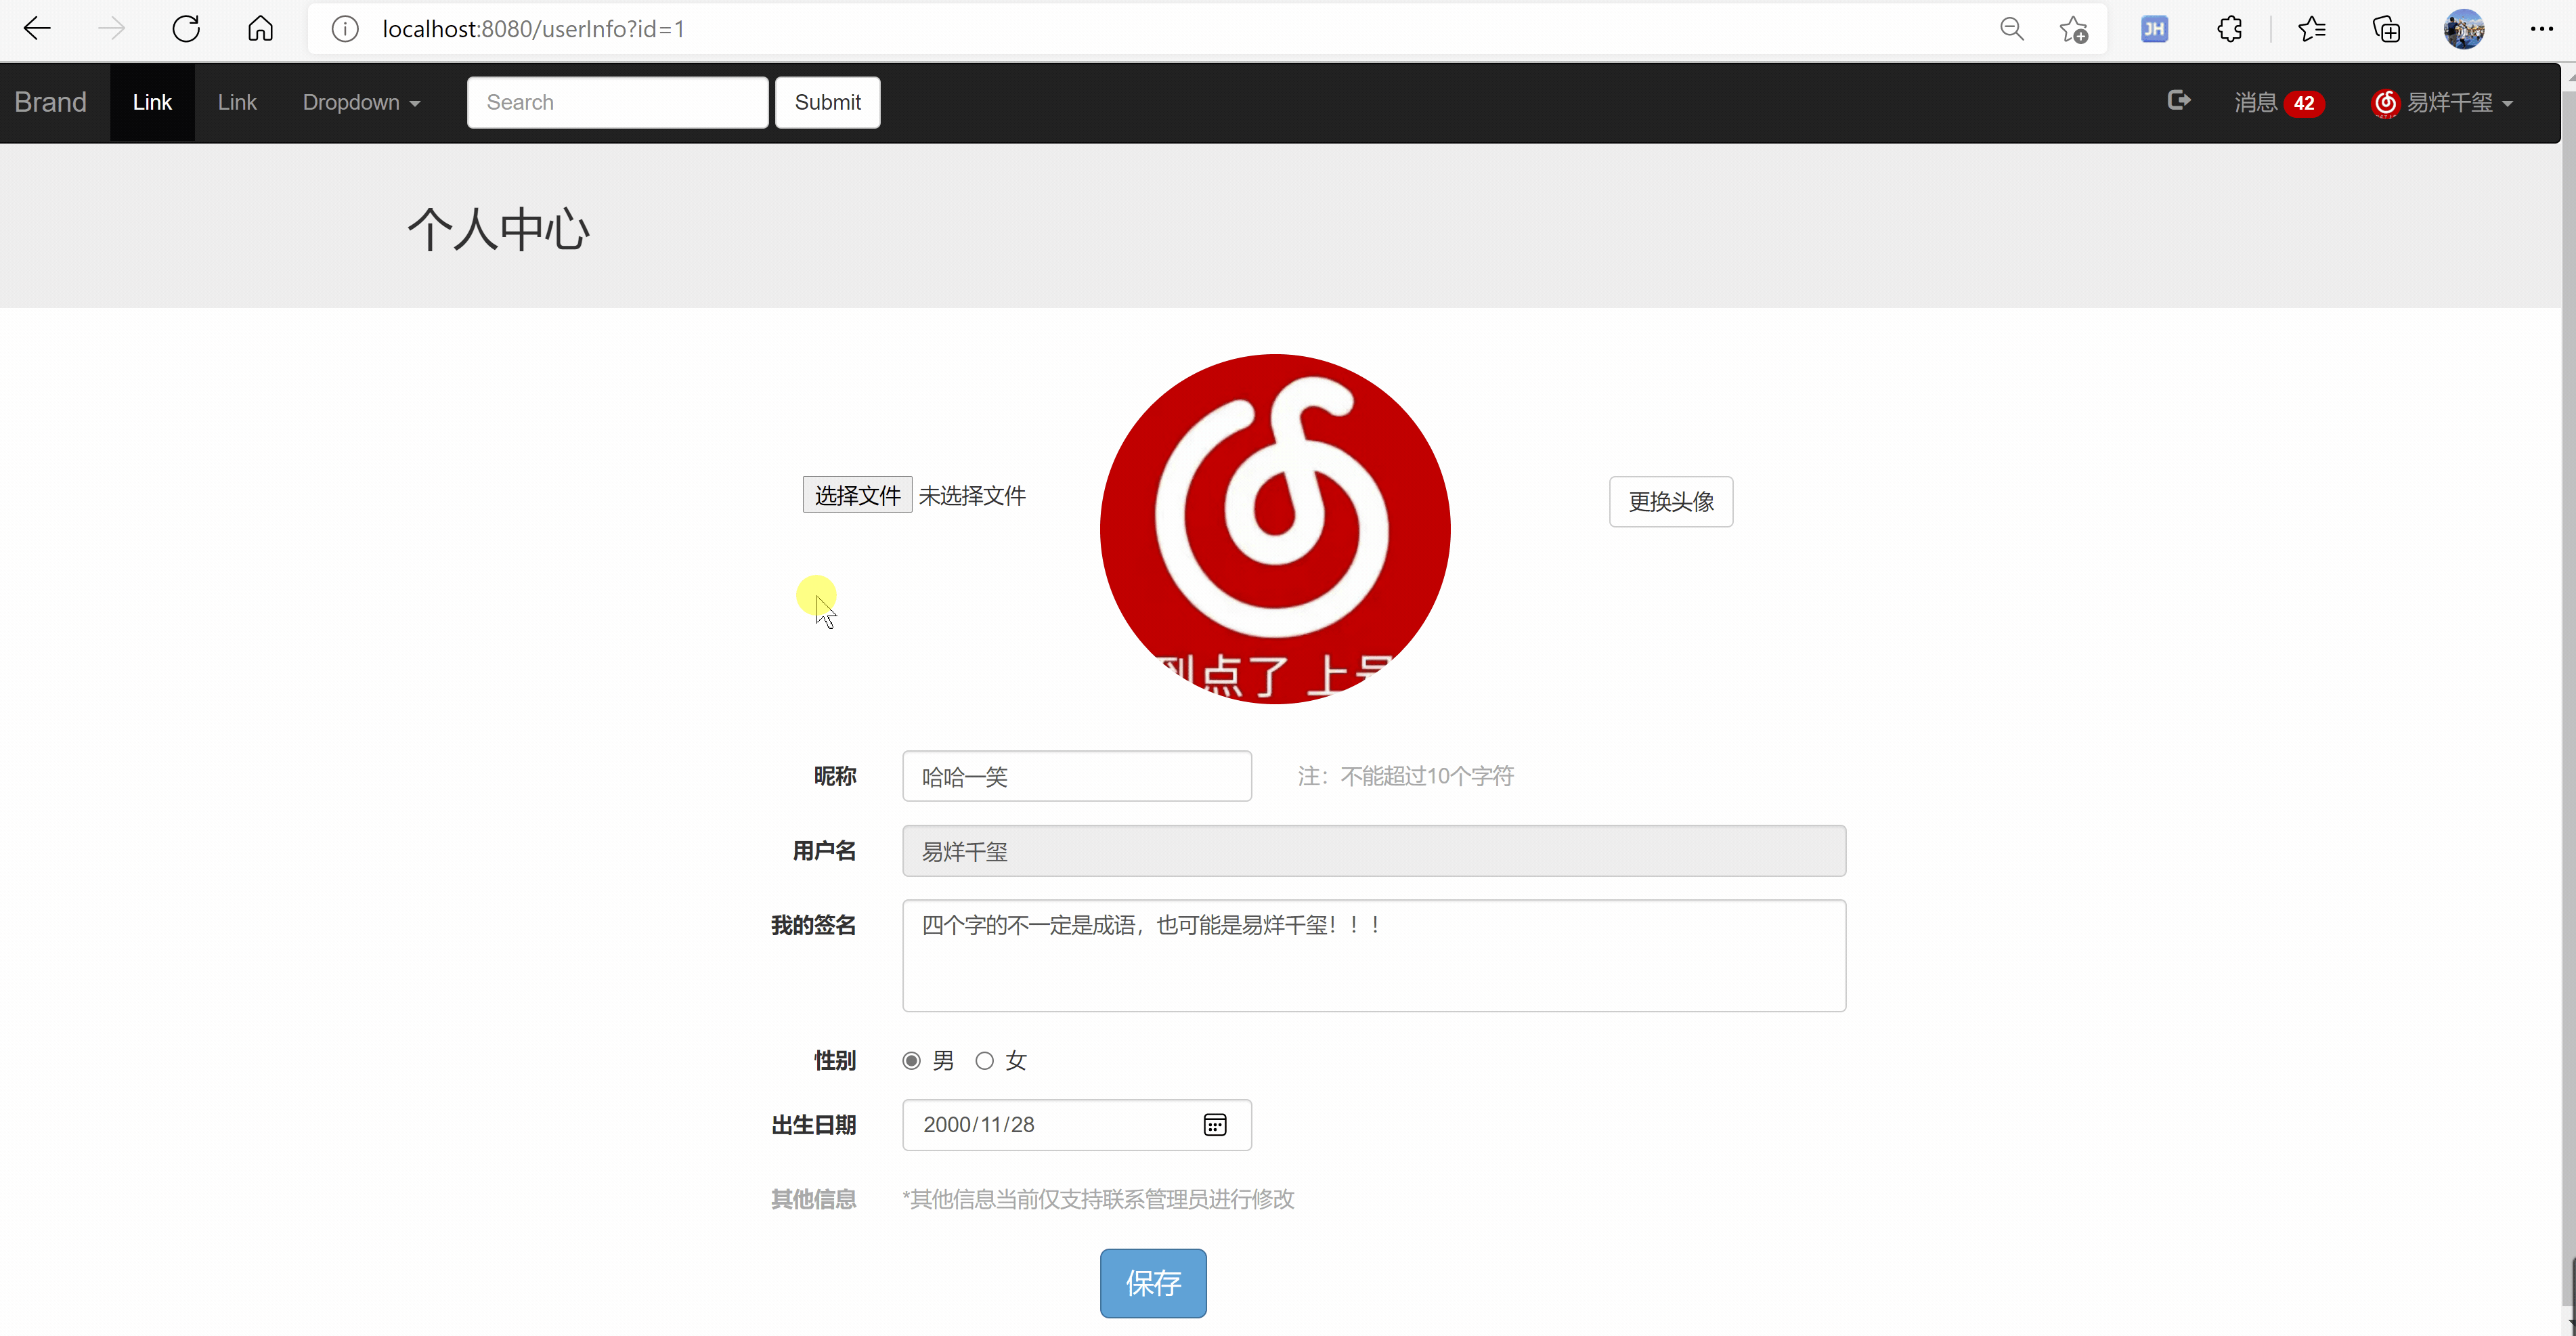 localhost:8080/userInfo?id=1
JH
Brand Link Link Dropdown Search Submit 消息 42 易烊千玺
个人中心
选择文件 未选择文件 更换头像
点了 上
昵称 哈哈一笑 注：不能超过10个字符
用户名 易烊千玺
我的签名 四个字的不一定是成语，也可能是易烊千玺！！！
性别 男 女
出生日期 2000/11/28
其他信息 *其他信息当前仅支持联系管理员进行修改
保存